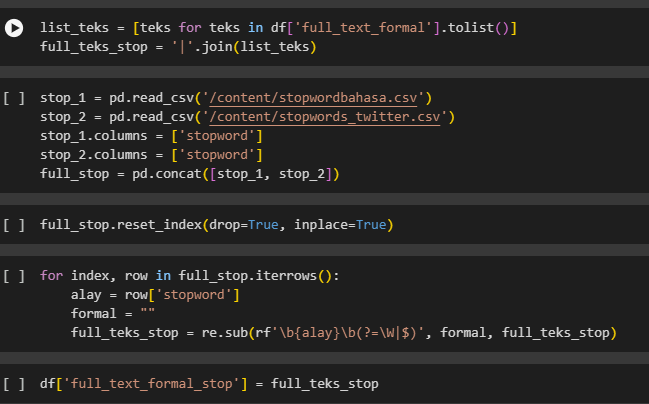 list_teks = [teks for teks in df['full_text_formal'].tolist()]
full_teks_stop = '|'.join(list_teks)
[ ] stop_1 = pd.read_csv('/content/stopwordbahasa.csv')
stop_2 = pd.read_csv('/content/stopwords_twitter.csv')
stop_1.columns = ['stopword']
stop_2.columns = ['stopword']
full_stop = pd.concat([stop_1, stop_2])
[ ] full_stop.reset_index(drop=True, inplace=True)
[ ] for index, row in full_stop.iterrows():
    alay = row['stopword']
    formal = ""
    full_teks_stop = re.sub(rf'\b{alay}\b(?=\W|$)', formal, full_teks_stop)
[ ] df['full_text_formal_stop'] = full_teks_stop